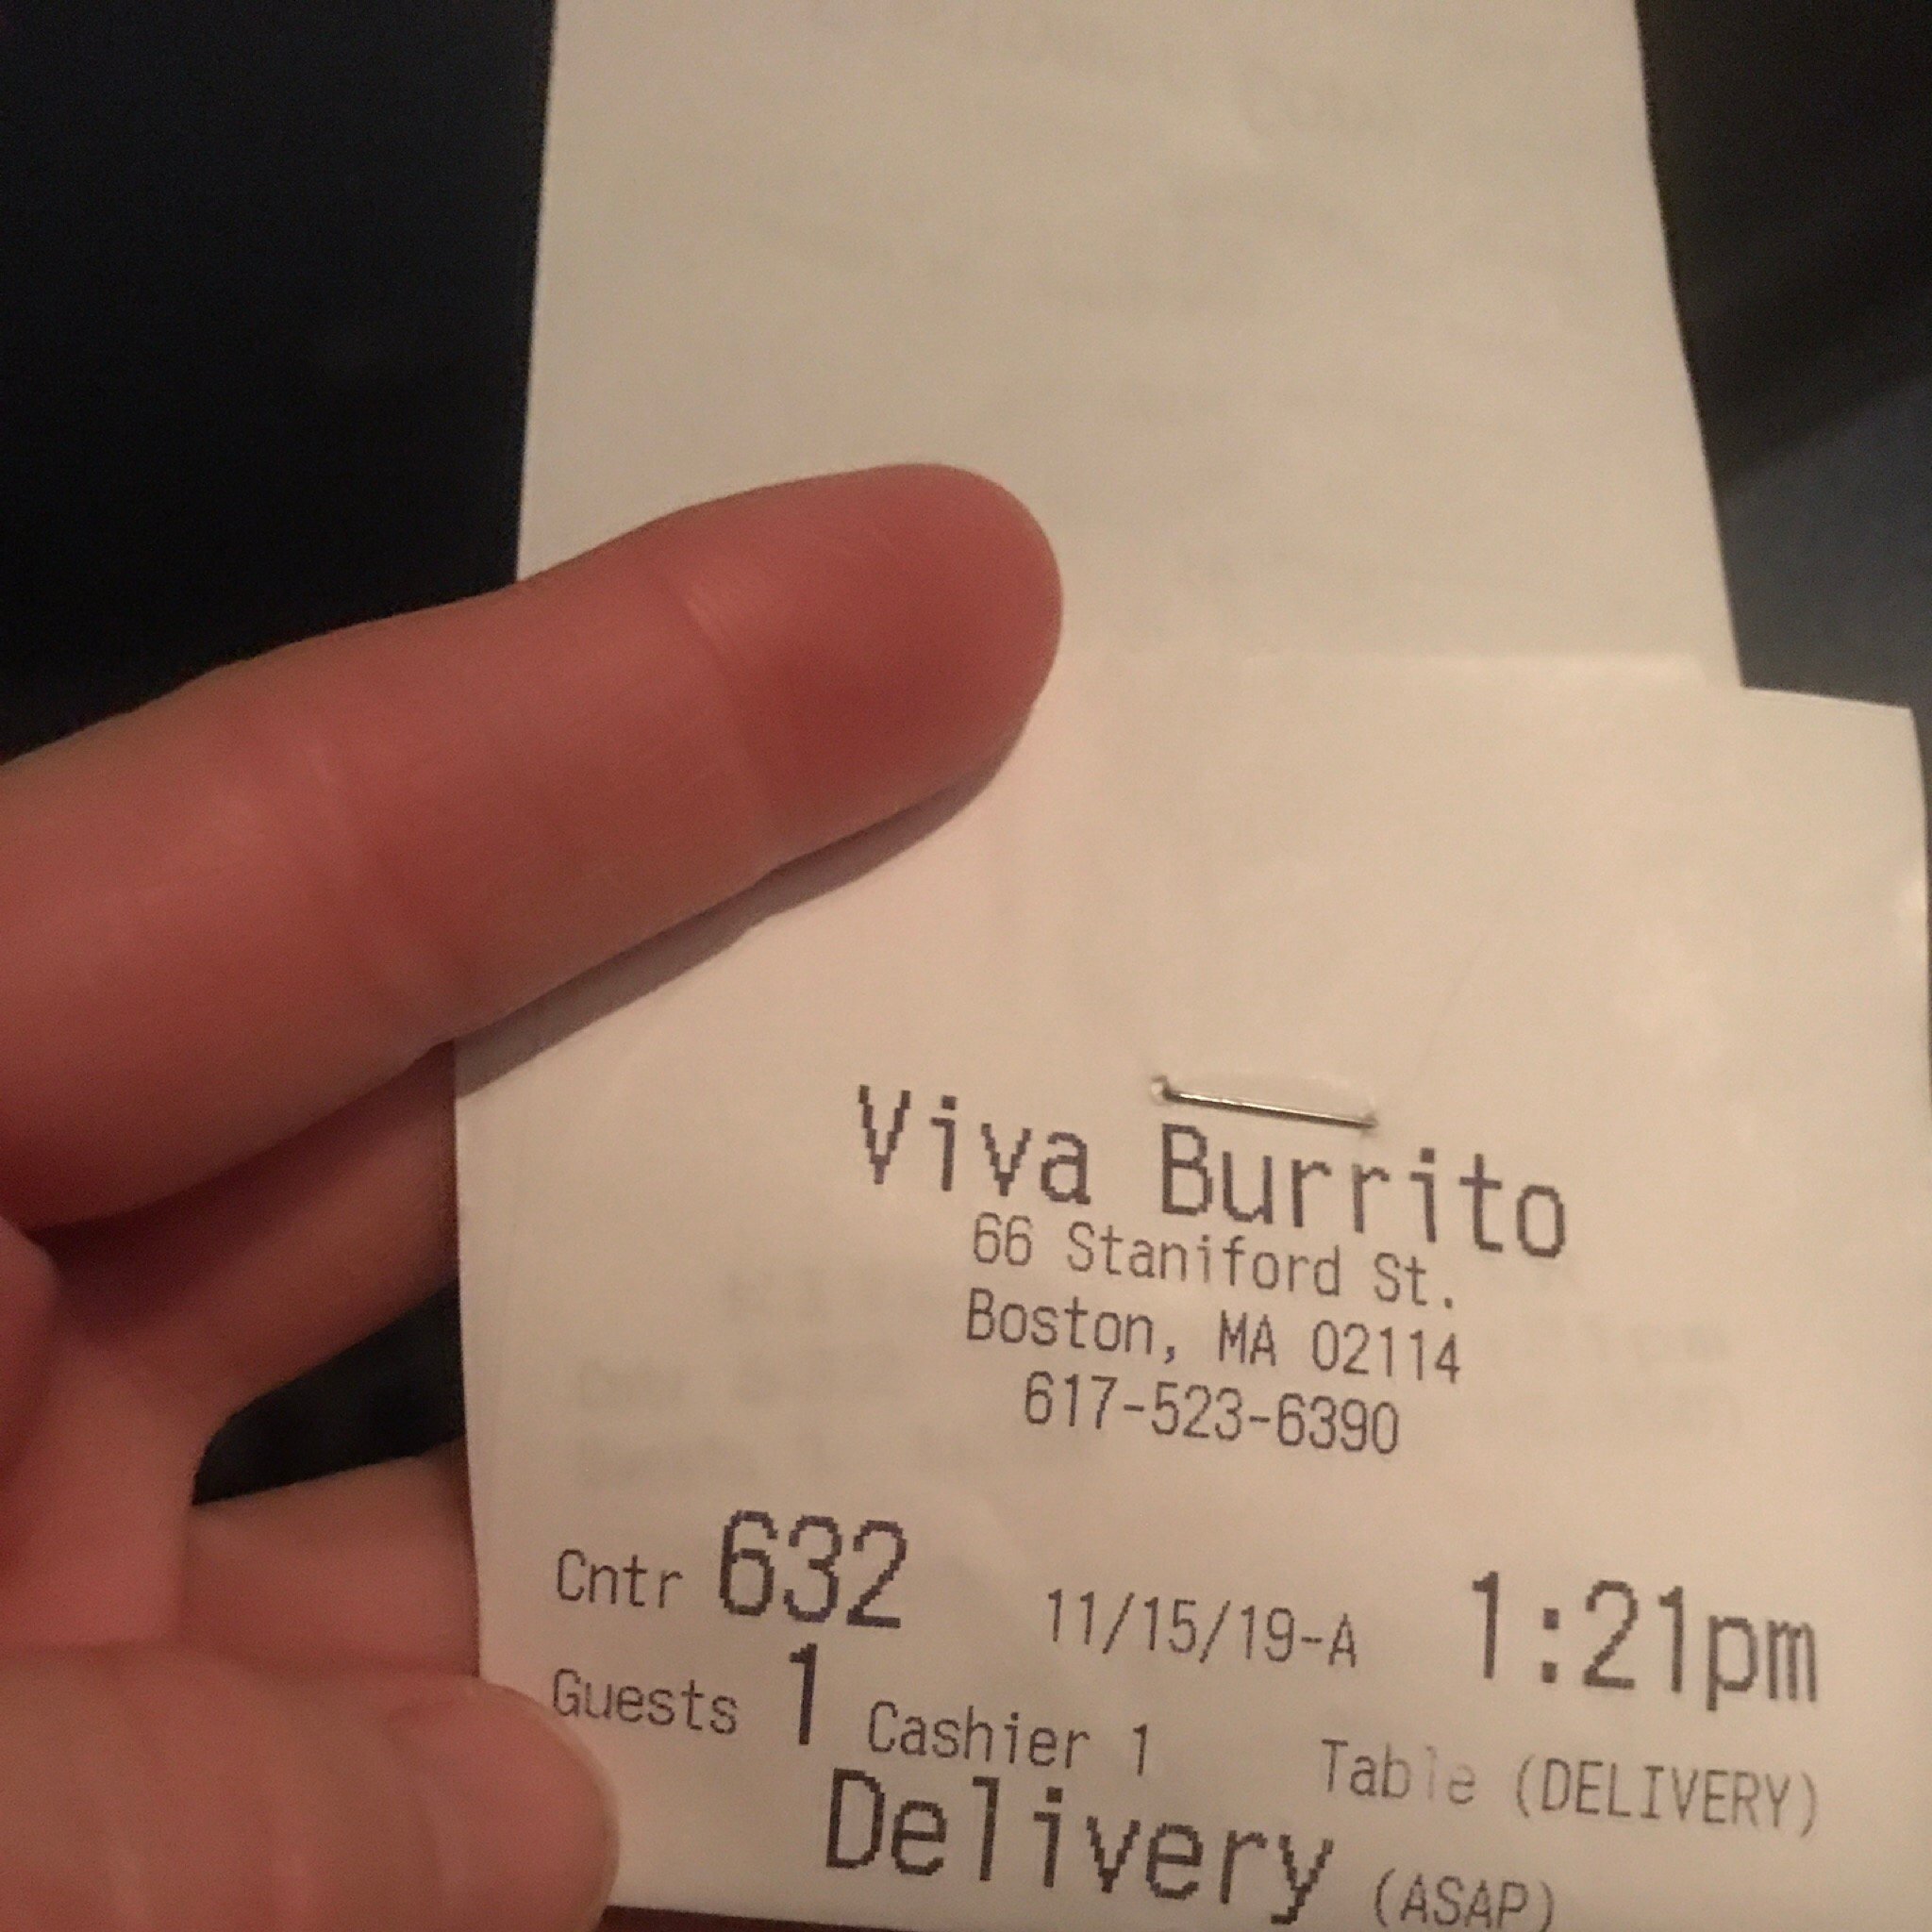 Viva Burrito
66 Staniford St.
Boston, MA 02114
617-523-6390
Cntr 632 11/15/19-A 1:21pm
Guests 1 Cashier 1 Table (DELIVERY)
Delivery (ASAP)